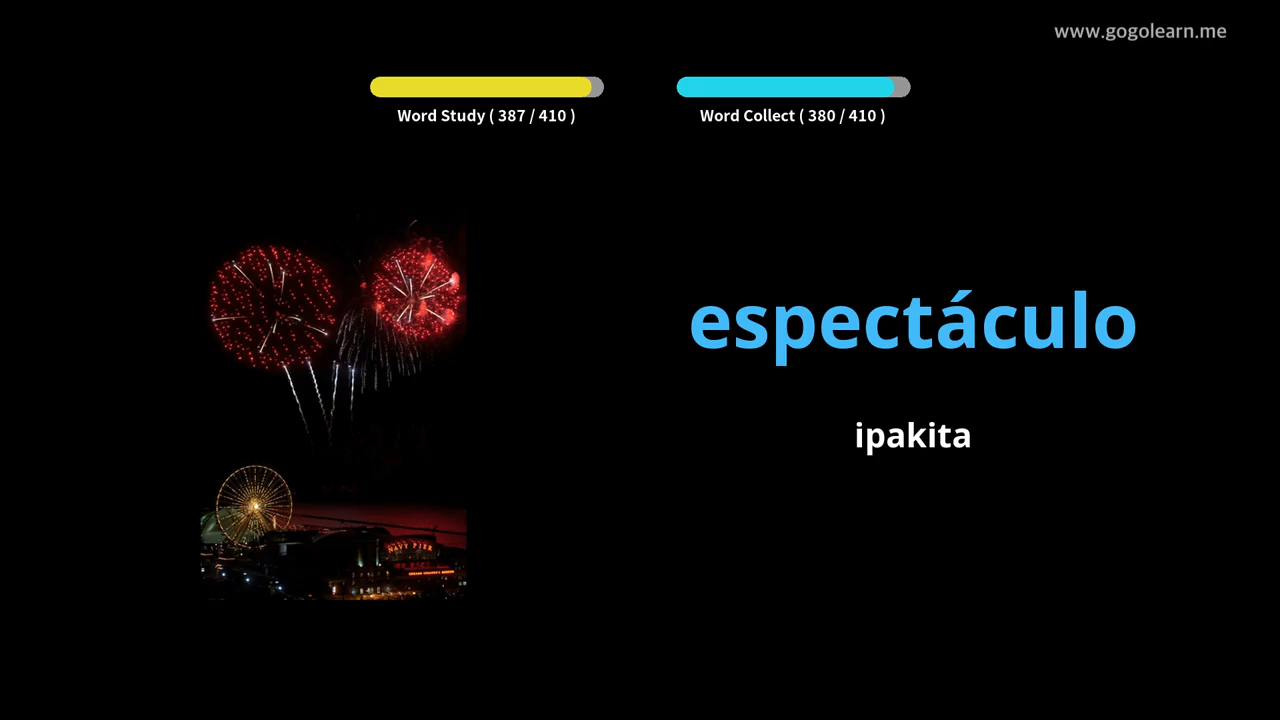 www.gogolearn.me
Word Study ( 387 / 410 )
Word Collect ( 380 / 410 )
espectáculo
ipakita
NAVY PIER